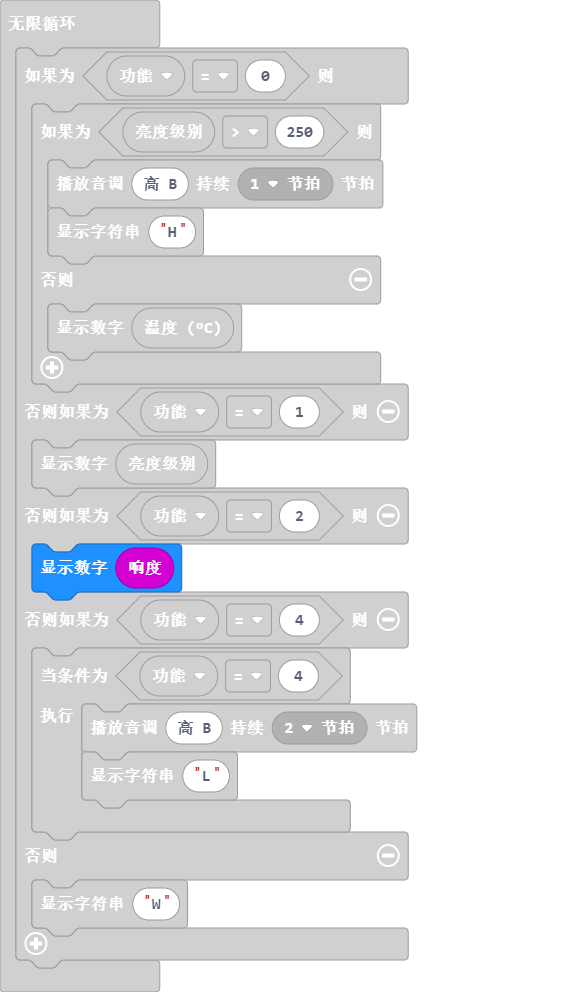 无限循环
如果为 功能 = 0 则
如果为 亮度级别 > 250 则
播放音调 高 B 持续 1 节拍 节拍
显示字符串 "H"
否则
显示数字 温度 (ºC)
否则如果为 功能 = 1 则
显示数字 亮度级别
否则如果为 功能 = 2 则
显示数字 响度
否则如果为 功能 = 4 则
当条件为 功能 = 4
执行 播放音调 高 B 持续 2 节拍 节拍
显示字符串 "L"
否则
显示字符串 "W"